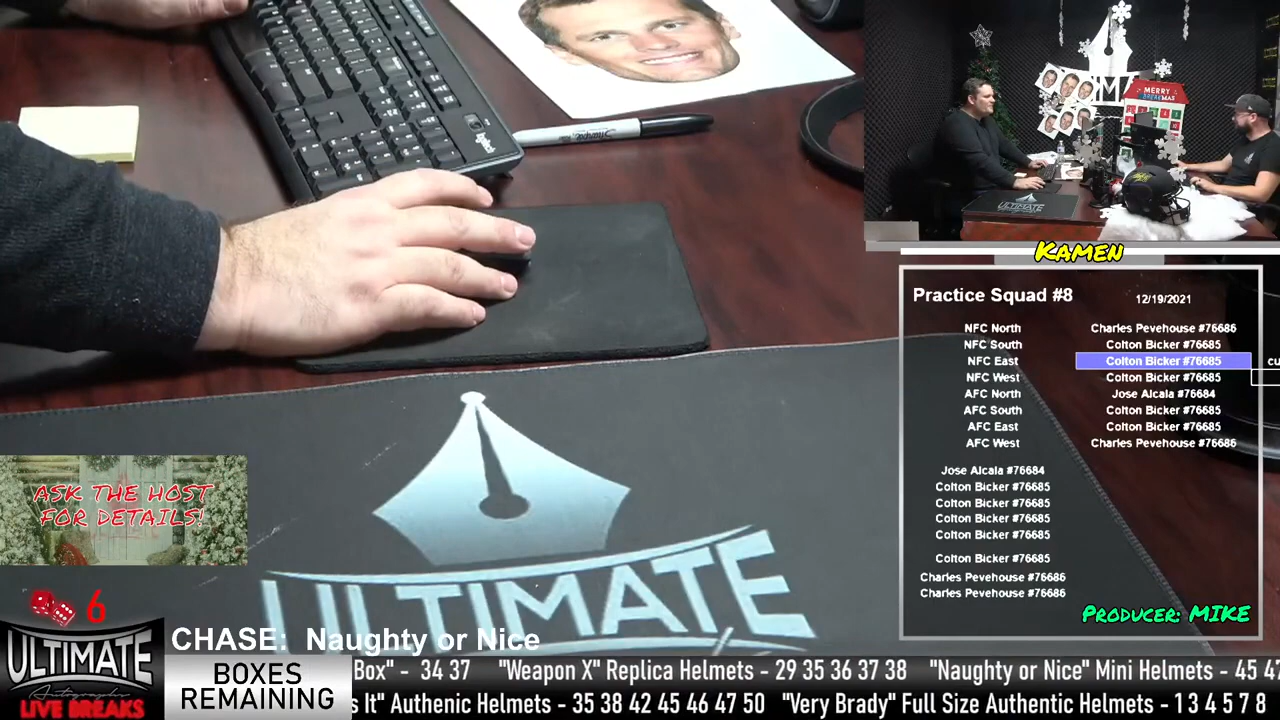 Sharpie
logi
MERRY
BREAKMAS
M
ULTIMATE
KAMEN
Practice Squad #8
12/19/2021
NFC North Charles Pevehouse #76686
NFC South Colton Bicker #76685
NFC East Colton Bicker #76685
cu
NFC West Colton Bicker #76685
AFC North Jose Alcala #76684
AFC South Colton Bicker #76685
AFC East Colton Bicker #76685
AFC West Charles Pevehouse #76686
Jose Alcala #76684
Colton Bicker #76685
Colton Bicker #76685
Colton Bicker #76685
Colton Bicker #76685
Colton Bicker #76685
Charles Pevehouse #76686
Charles Pevehouse #76686
PRODUCER: MIKE
ASK THE HOST
FOR DETAILS!
ULTIMATE
6
ULTIMATE
Autographs
LIVE BREAKS
CHASE: Naughty or Nice
BOXES
REMAINING
Box" - 34 37 "Weapon X" Replica Helmets - 29 35 36 37 38 "Naughty or Nice" Mini Helmets - 45 47
s It" Authenic Helmets - 35 38 42 45 46 47 50 "Very Brady" Full Size Authentic Helmets - 1 3 4 5 7 8